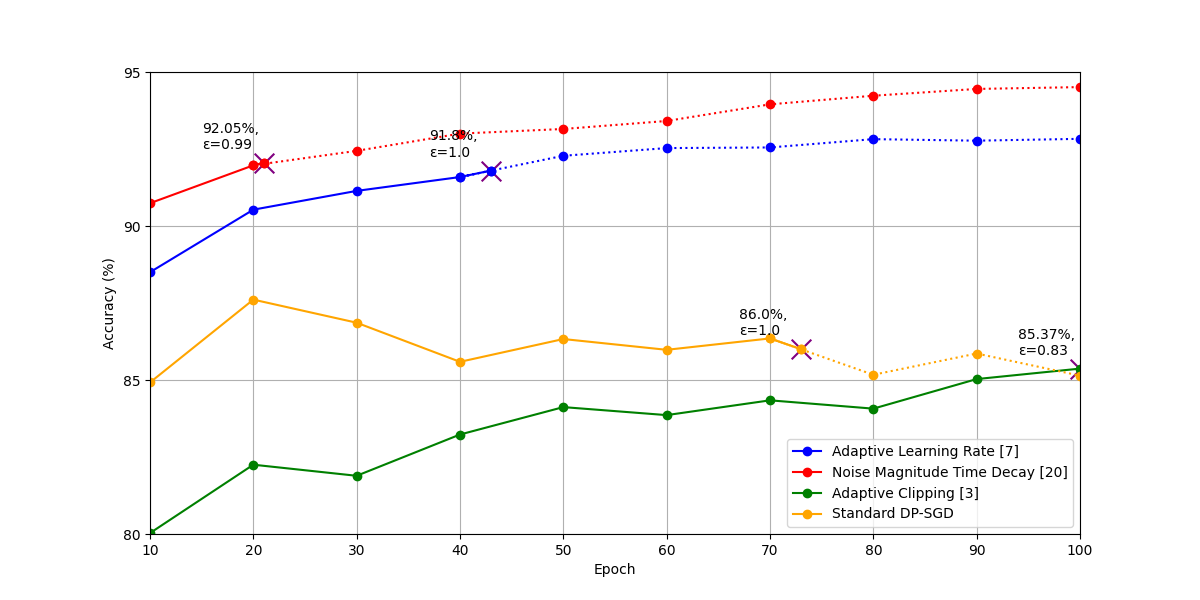 95
90
85
80
Accuracy (%)
92.05%,
ε=0.99
91.8%,
ε=1.0
86.0%,
ε=1.0
85.37%,
ε=0.83
Adaptive Learning Rate [7]
Noise Magnitude Time Decay [20]
Adaptive Clipping [3]
Standard DP-SGD
10 20 30 40 50 60 70 80 90 100
Epoch